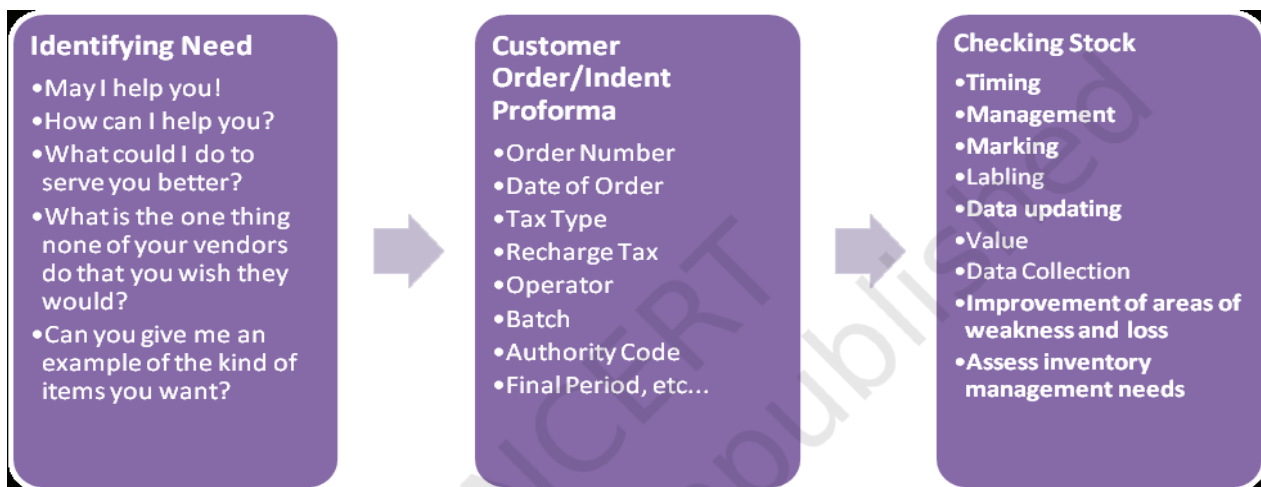 Identifying Need
•May I help you!
•How can I help you?
•What could I do to
serve you better?
•What is the one thing
none of your vendors
do that you wish they
would?
•Can you give me an
example of the kind of
items you want?
Customer
Order/Indent
Proforma
•Order Number
•Date of Order
•Tax Type
•Recharge Tax
•Operator
•Batch
•Authority Code
•Final Period, etc...
Checking Stock
•Timing
•Management
•Marking
•Labling
•Data updating
•Value
•Data Collection
•Improvement of areas of
weakness and loss
•Assess inventory
management needs
NCERT
republished